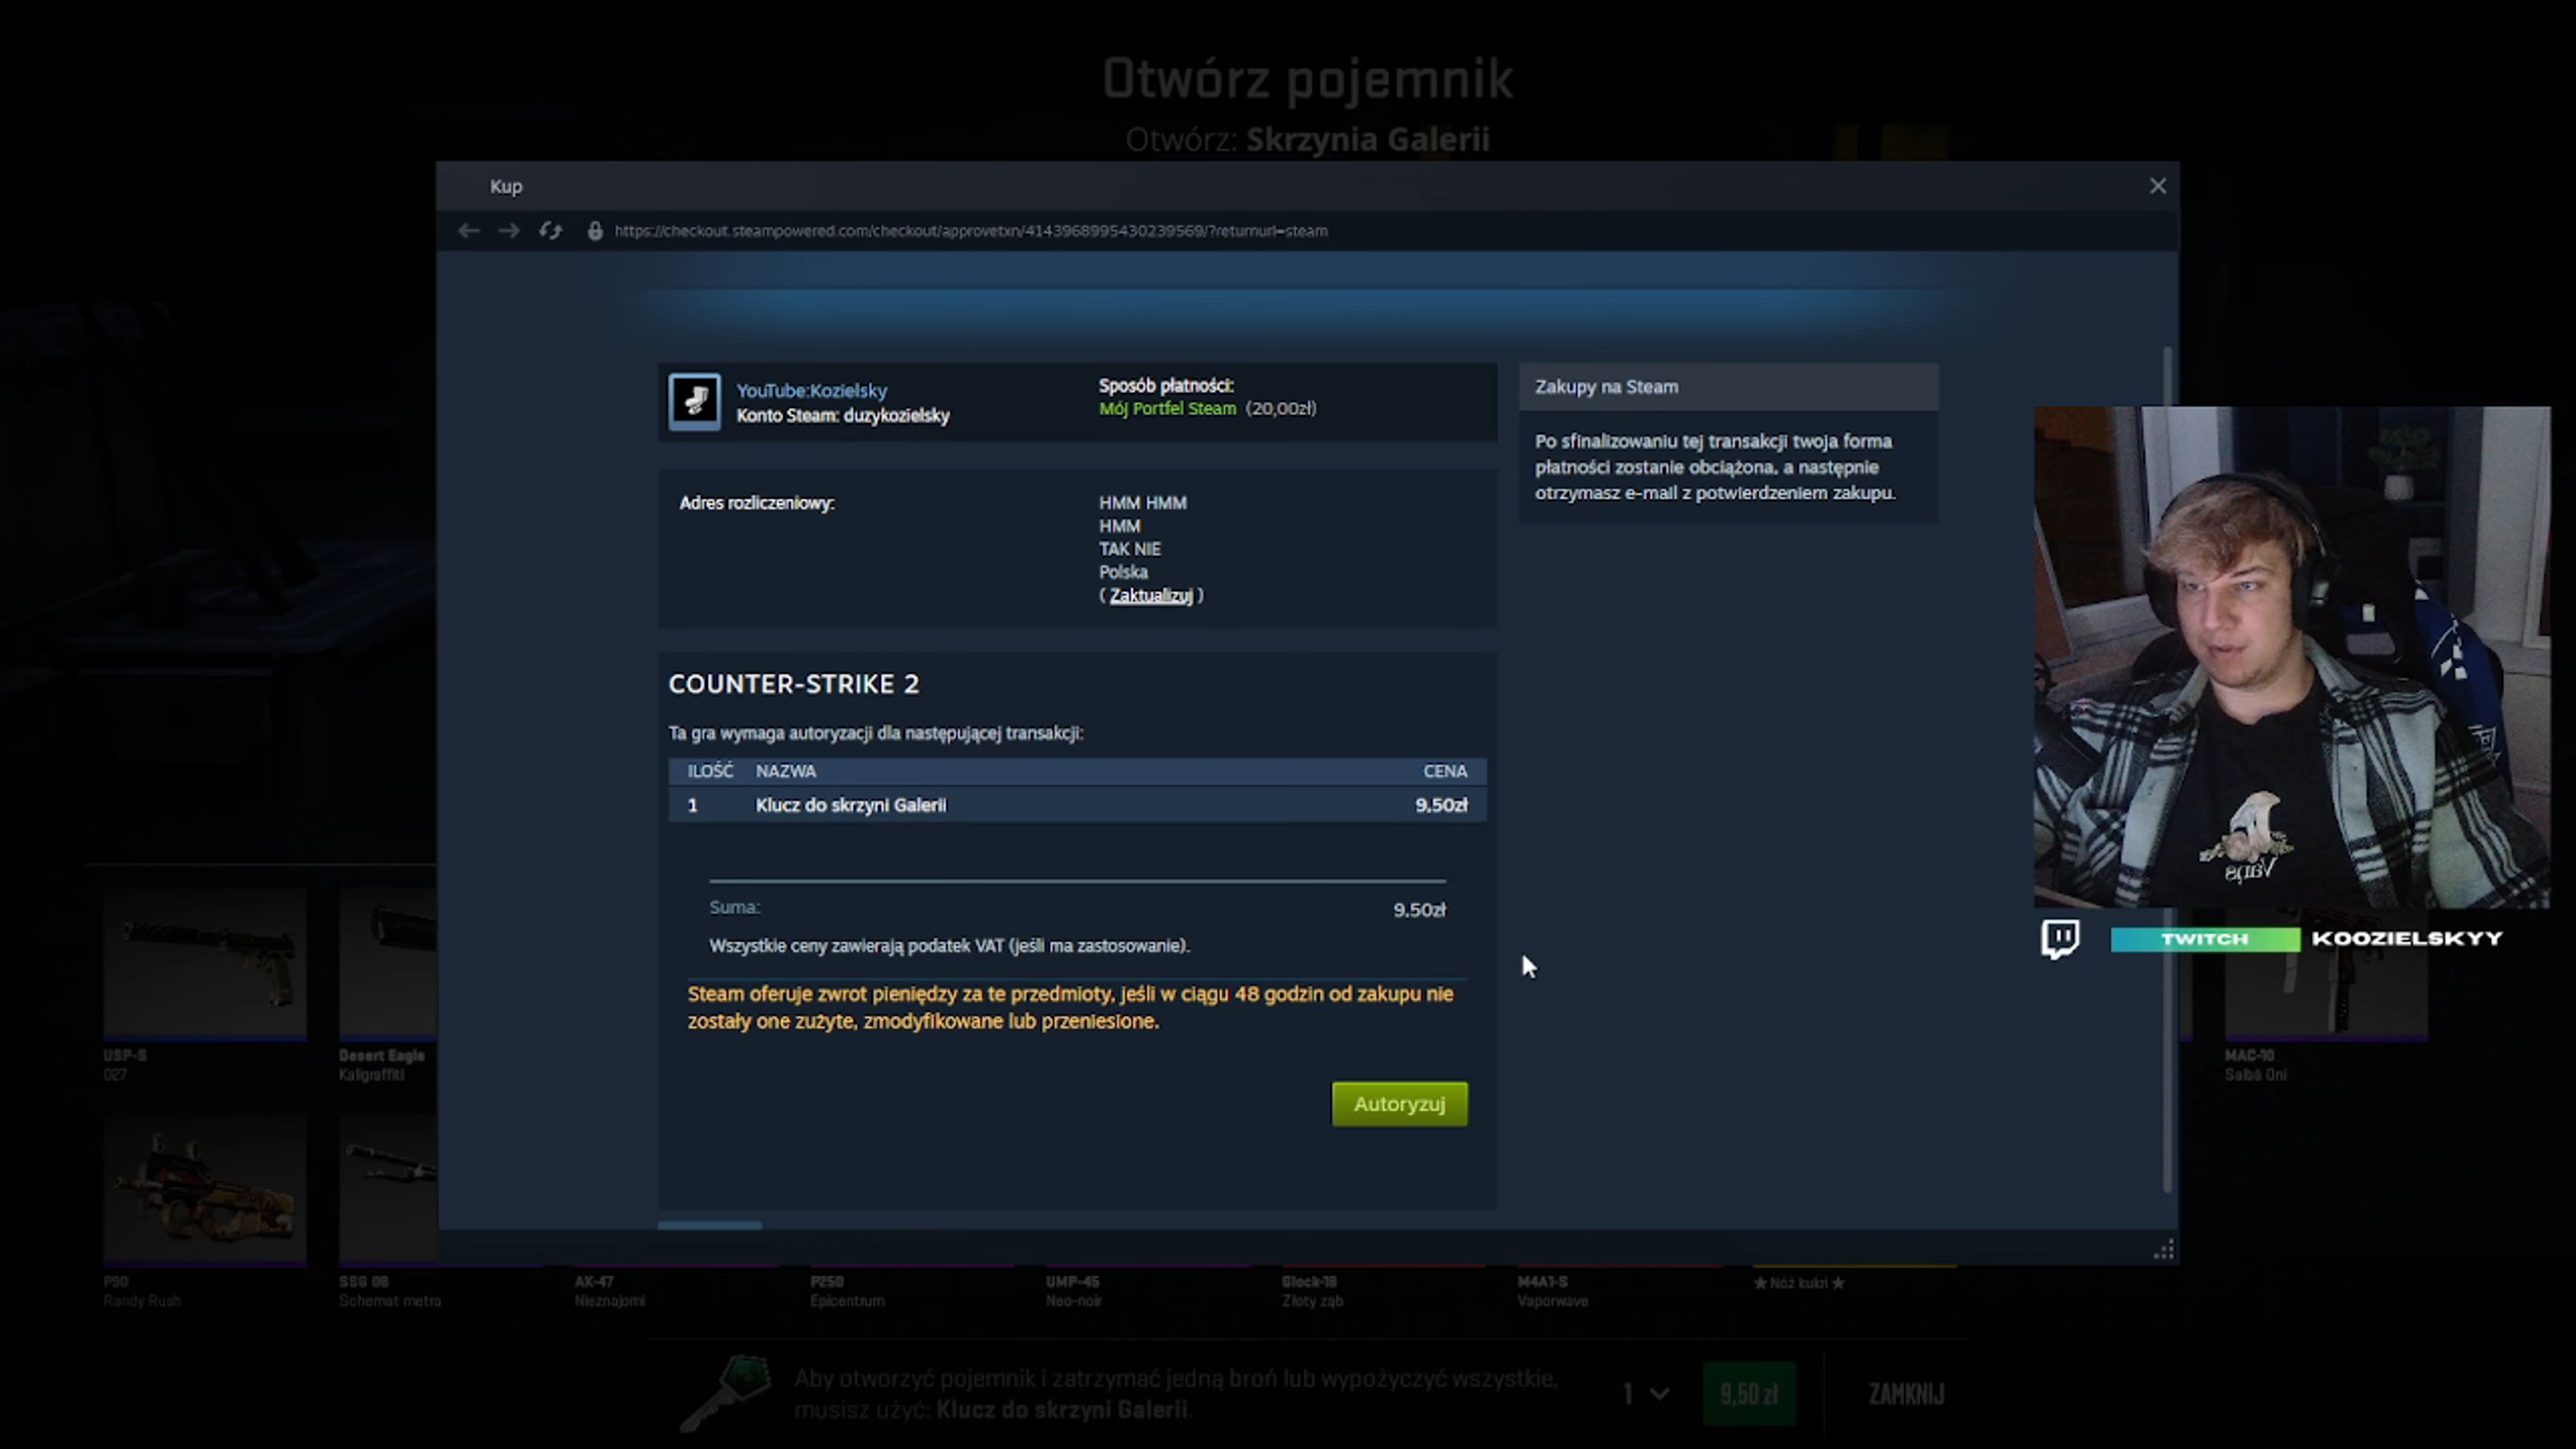 Otwórz pojemnik
Otwórz: Skrzynia Galerii
Kup
https://checkout.steampowered.com/checkout/approvetxn/4143968995430239569/?returnurl=steam
YouTube:Kozielsky
Konto Steam: duzykozielsky
Sposób płatności:
Mój Portfel Steam (20,00zł)
Zakupy na Steam
Po sfinalizowaniu tej transakcji twoja forma
płatności zostanie obciążona, a następnie
otrzymasz e-mail z potwierdzeniem zakupu.
Adres rozliczeniowy:
HMM HMM
HMM
TAK NIE
Polska
( Zaktualizuj )
COUNTER-STRIKE 2
Ta gra wymaga autoryzacji dla następującej transakcji:
ILOŚĆ NAZWA CENA
1 Klucz do skrzyni Galerii 9,50zł
Suma: 9,50zł
Wszystkie ceny zawierają podatek VAT (jeśli ma zastosowanie).
Steam oferuje zwrot pieniędzy za te przedmioty, jeśli w ciągu 48 godzin od zakupu nie
zostały one zużyte, zmodyfikowane lub przeniesione.
Autoryzuj
TWITCH KOOZIELSKYY
USP-S
027
Desert Eagle
Kaligraffiti
MAC-10
Saibā Oni
P90
Randy Rush
SSG 08
Schemat metra
AK-47
Nieznajomi
P250
Epicentrum
UMP-45
Neo-noir
Glock-18
Złoty ząb
M4A1-S
Vaporwave
★ Nóż kukri ★
Aby otworzyć pojemnik i zatrzymać jedną broń lub wypożyczyć wszystkie,
musisz użyć: Klucz do skrzyni Galerii.
1
9,50 zł
ZAMKNIJ